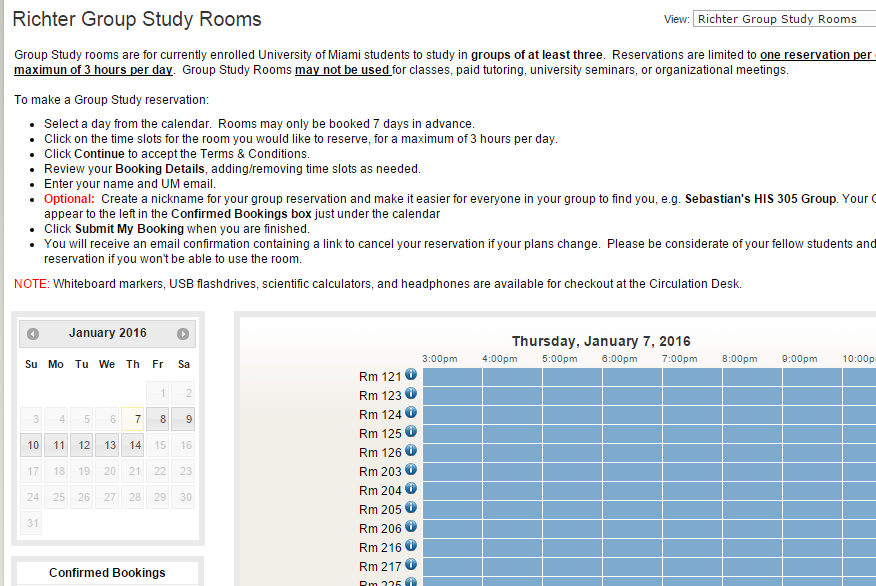 Richter Group Study Rooms
View: Richter Group Study Rooms
Group Study rooms are for currently enrolled University of Miami students to study in groups of at least three. Reservations are limited to one reservation per
maximun of 3 hours per day. Group Study Rooms may not be used for classes, paid tutoring, university seminars, or organizational meetings.
To make a Group Study reservation:
• Select a day from the calendar. Rooms may only be booked 7 days in advance.
• Click on the time slots for the room you would like to reserve, for a maximum of 3 hours per day.
• Click Continue to accept the Terms & Conditions.
• Review your Booking Details, adding/removing time slots as needed.
• Enter your name and UM email.
• Optional: Create a nickname for your group reservation and make it easier for everyone in your group to find you, e.g. Sebastian's HIS 305 Group. Your
appear to the left in the Confirmed Bookings box just under the calendar
• Click Submit My Booking when you are finished.
• You will receive an email confirmation containing a link to cancel your reservation if your plans change. Please be considerate of your fellow students and
reservation if you won't be able to use the room.
NOTE: Whiteboard markers, USB flashdrives, scientific calculators, and headphones are available for checkout at the Circulation Desk.
January 2016
Su Mo Tu We Th Fr Sa
1 2
3 4 5 6 7 8 9
10 11 12 13 14 15 16
17 18 19 20 21 22 23
24 25 26 27 28 29 30
31
Confirmed Bookings
Thursday, January 7, 2016
3:00pm 4:00pm 5:00pm 6:00pm 7:00pm 8:00pm 9:00pm 10:00p
Rm 121
Rm 123
Rm 124
Rm 125
Rm 126
Rm 203
Rm 204
Rm 205
Rm 206
Rm 216
Rm 217
Rm 225